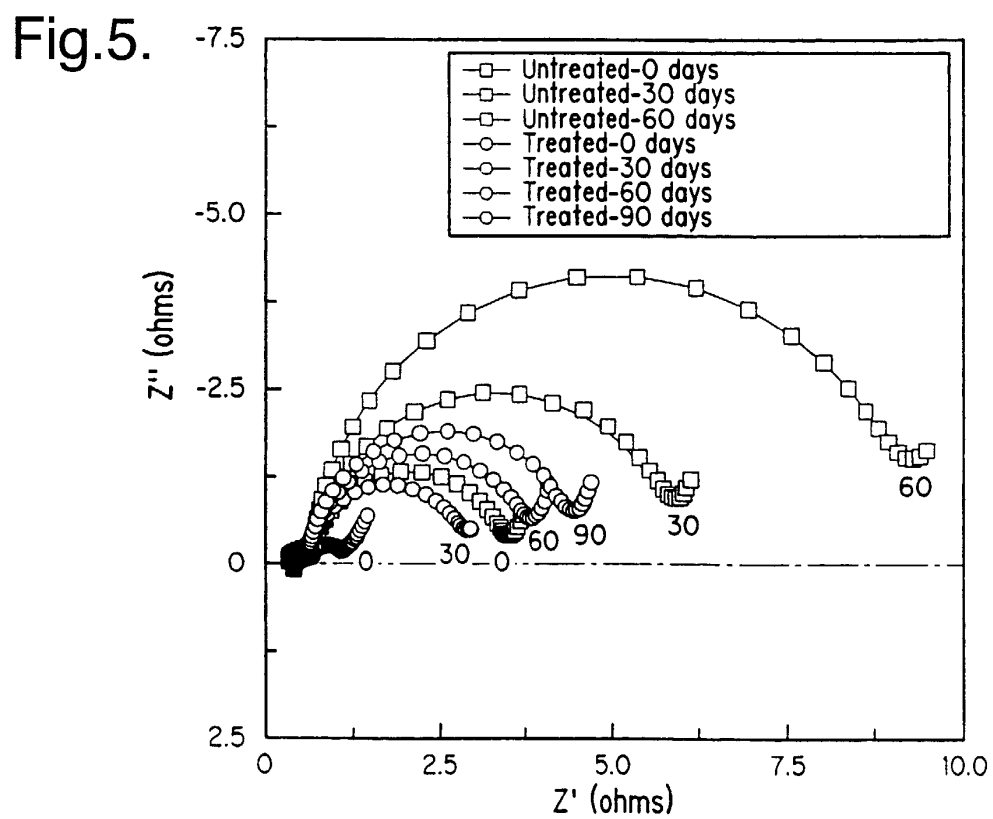 Fig.5.
-7.5
-5.0
-2.5
0
2.5
Z'' (ohms)
Untreated-0 days
Untreated-30 days
Untreated-60 days
Treated-0 days
Treated-30 days
Treated-60 days
Treated-90 days
60
30
90
60
30
0
0
0
2.5
5.0
7.5
10.0
Z' (ohms)